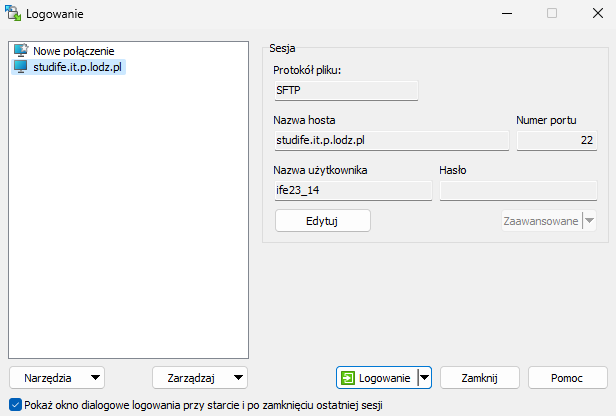 Logowanie
Nowe połączenie
studife.it.p.lodz.pl
Sesja
Protokół pliku:
SFTP
Nazwa hosta
Numer portu
studife.it.p.lodz.pl
22
Nazwa użytkownika
Hasło
ife23_14
Edytuj
Zaawansowane
Narzędzia
Zarządzaj
Logowanie
Zamknij
Pomoc
Pokaż okno dialogowe logowania przy starcie i po zamknięciu ostatniej sesji